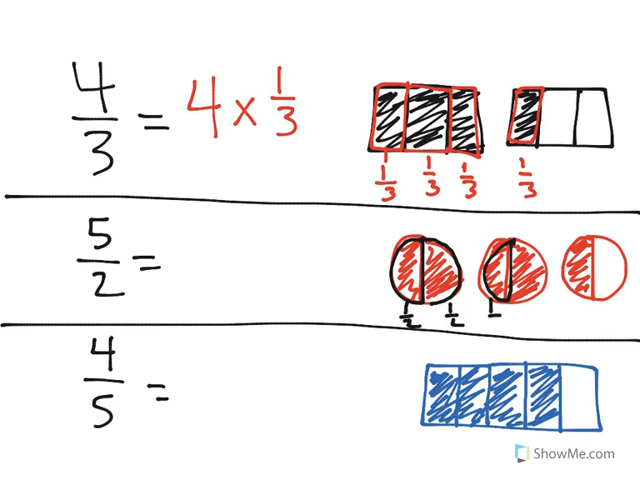 4/3 = 4 x 1/3
1/3 1/3 1/3 1/3
5/2 =
1/2 1/2 1
4/5 =
ShowMe.com